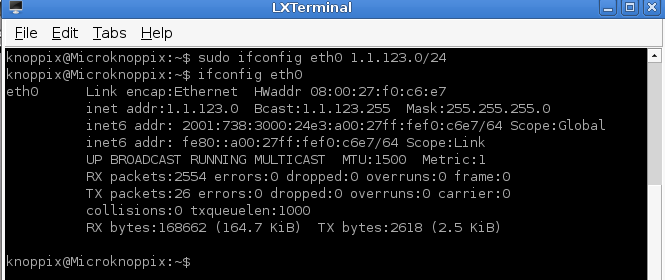 LXTerminal
File Edit Tabs Help
knoppix@Microknoppix:~$ sudo ifconfig eth0 1.1.123.0/24
knoppix@Microknoppix:~$ ifconfig eth0
eth0      Link encap:Ethernet  HWaddr 08:00:27:f0:c6:e7
          inet addr:1.1.123.0  Bcast:1.1.123.255  Mask:255.255.255.0
          inet6 addr: 2001:738:3000:24e3:a00:27ff:fef0:c6e7/64 Scope:Global
          inet6 addr: fe80::a00:27ff:fef0:c6e7/64 Scope:Link
          UP BROADCAST RUNNING MULTICAST  MTU:1500  Metric:1
          RX packets:2554 errors:0 dropped:0 overruns:0 frame:0
          TX packets:26 errors:0 dropped:0 overruns:0 carrier:0
          collisions:0 txqueuelen:1000
          RX bytes:168662 (164.7 KiB)  TX bytes:2618 (2.5 KiB)
knoppix@Microknoppix:~$